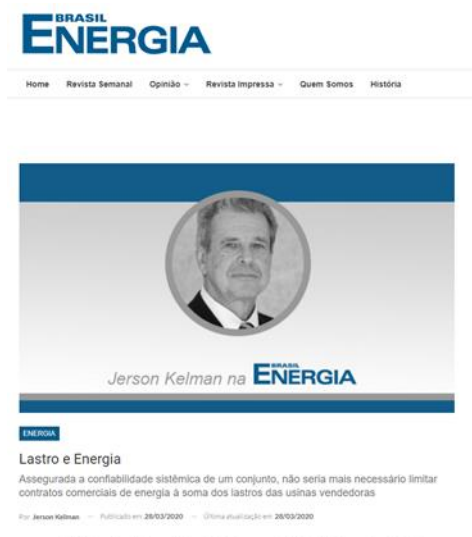 BRASIL
ENERGIA
Home Revista Semanal Opinião Revista Impressa Quem Somos História
Jerson Kelman na BRASIL ENERGIA
ENERGIA
Lastro e Energia
Assegurada a confiabilidade sistêmica de um conjunto, não seria mais necessário limitar
contratos comerciais de energia à soma dos lastros das usinas vendedoras
Por Jerson Kelman — Publicado em 28/03/2020 — Última atualização em 28/03/2020